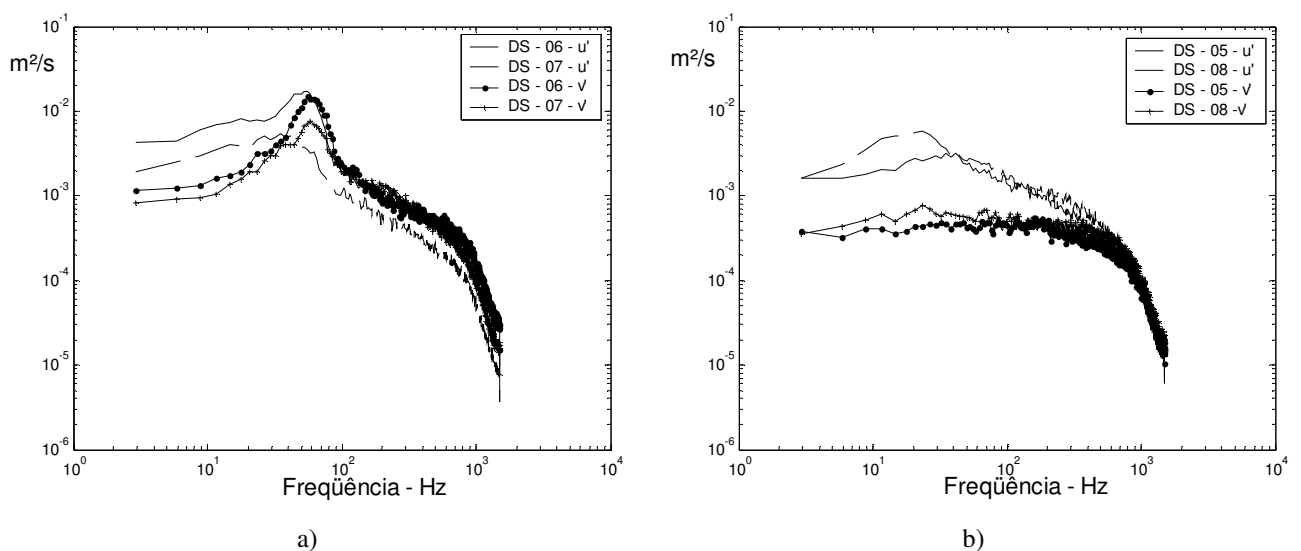 10^-1
m²/s
10^-2
10^-3
10^-4
10^-5
10^-6
10^0
10^1
10^2
10^3
10^4
Freqüência - Hz
DS - 06 - u'
DS - 07 - u'
DS - 06 - v'
DS - 07 - v'
a)
10^-1
m²/s
10^-2
10^-3
10^-4
10^-5
10^-6
10^0
10^1
10^2
10^3
10^4
Freqüência - Hz
DS - 05 - u'
DS - 08 - u'
DS - 05 - v'
DS - 08 -v'
b)